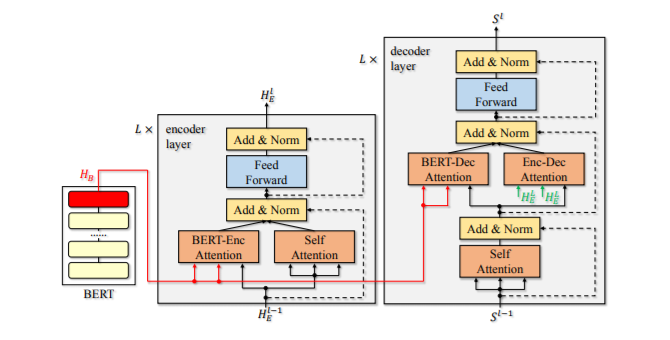 S^L
L ×
decoder
layer
Add & Norm
Feed
Forward
Add & Norm
BERT-Dec
Attention
Enc-Dec
Attention
H_E^L
H_E^L
Add & Norm
Self
Attention
S^{l-1}
H_E^L
L ×
encoder
layer
Add & Norm
Feed
Forward
Add & Norm
BERT-Enc
Attention
Self
Attention
H_E^{l-1}
H_B
......
BERT